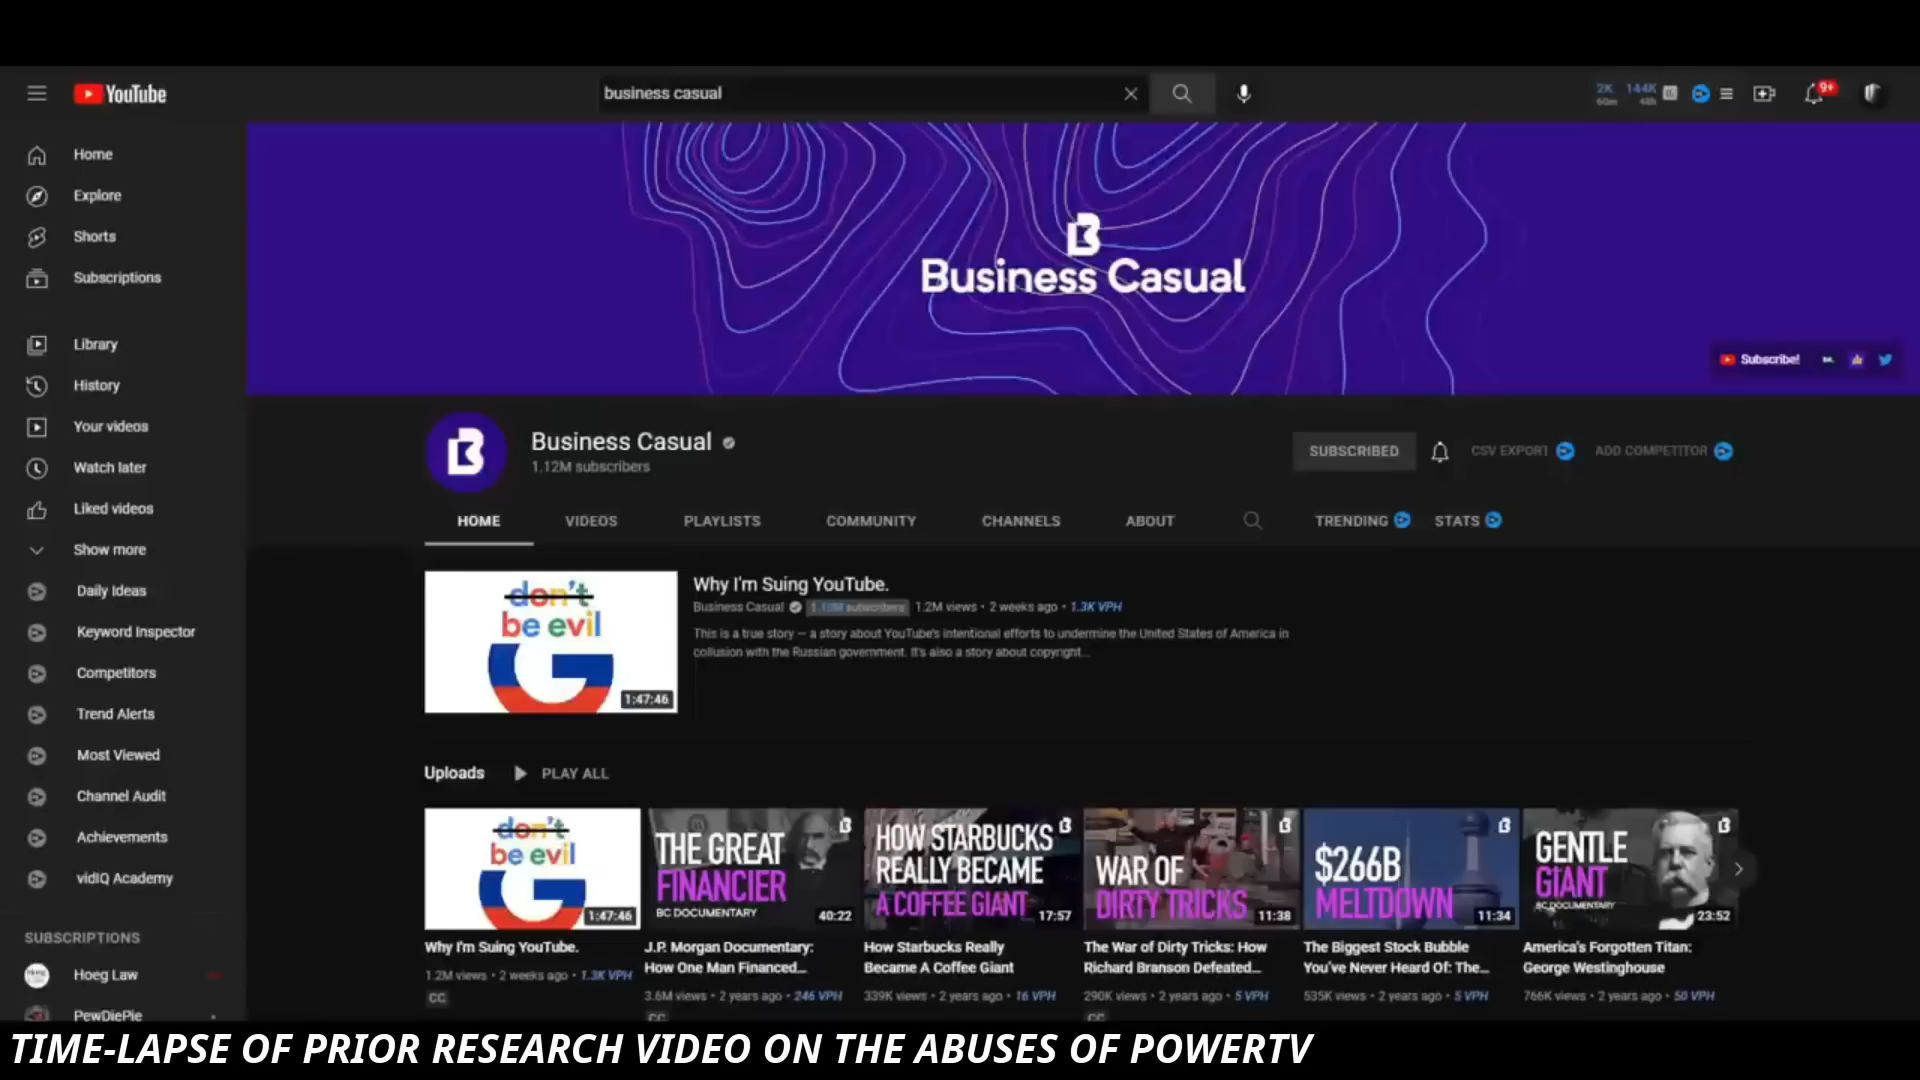 YouTube
business casual
2K 144K
60m 48h
9+
Home
Explore
Shorts
Subscriptions
Library
History
Your videos
Watch later
Liked videos
Show more
Daily Ideas
Keyword Inspector
Competitors
Trend Alerts
Most Viewed
Channel Audit
Achievements
vidIQ Academy
SUBSCRIPTIONS
Hoeg Law
PewDiePie
Business Casual
Subscribe!
Business Casual
1.12M subscribers
SUBSCRIBED
CSV EXPORT
ADD COMPETITOR
HOME VIDEOS PLAYLISTS COMMUNITY CHANNELS ABOUT TRENDING STATS
don't
be evil
1:47:46
Why I'm Suing YouTube.
Business Casual 1.12M subscribers 1.2M views • 2 weeks ago • 1.3K VPH
This is a true story — a story about YouTube's intentional efforts to undermine the United States of America in
collusion with the Russian government. It's also a story about copyright...
Uploads PLAY ALL
don't
be evil
1:47:46
Why I'm Suing YouTube.
1.2M views • 2 weeks ago • 1.3K VPH
CC
THE GREAT
FINANCIER
BC DOCUMENTARY
40:22
J.P. Morgan Documentary:
How One Man Financed...
3.6M views • 2 years ago • 246 VPH
CC
HOW STARBUCKS
REALLY BECAME
A COFFEE GIANT
17:57
How Starbucks Really
Became A Coffee Giant
339K views • 2 years ago • 16 VPH
WAR OF
DIRTY TRICKS
11:38
The War of Dirty Tricks: How
Richard Branson Defeated...
290K views • 2 years ago • 5 VPH
CC
$266B
MELTDOWN
11:34
The Biggest Stock Bubble
You've Never Heard Of: The...
535K views • 2 years ago • 5 VPH
GENTLE
GIANT
BC DOCUMENTARY
23:52
America's Forgotten Titan:
George Westinghouse
766K views • 2 years ago • 50 VPH
TIME-LAPSE OF PRIOR RESEARCH VIDEO ON THE ABUSES OF POWERTV